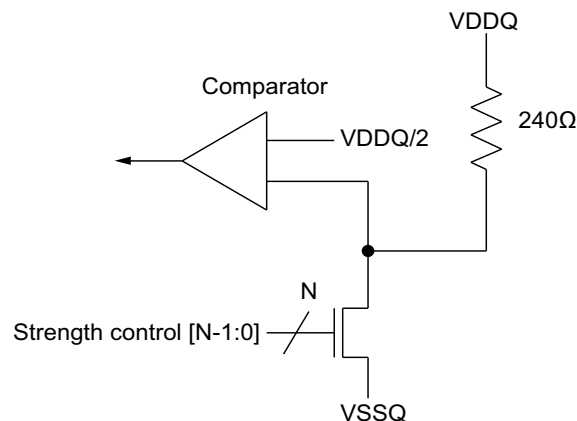 VDDQ
Comparator
240Ω
VDDQ/2
N
Strength control [N-1:0]
VSSQ